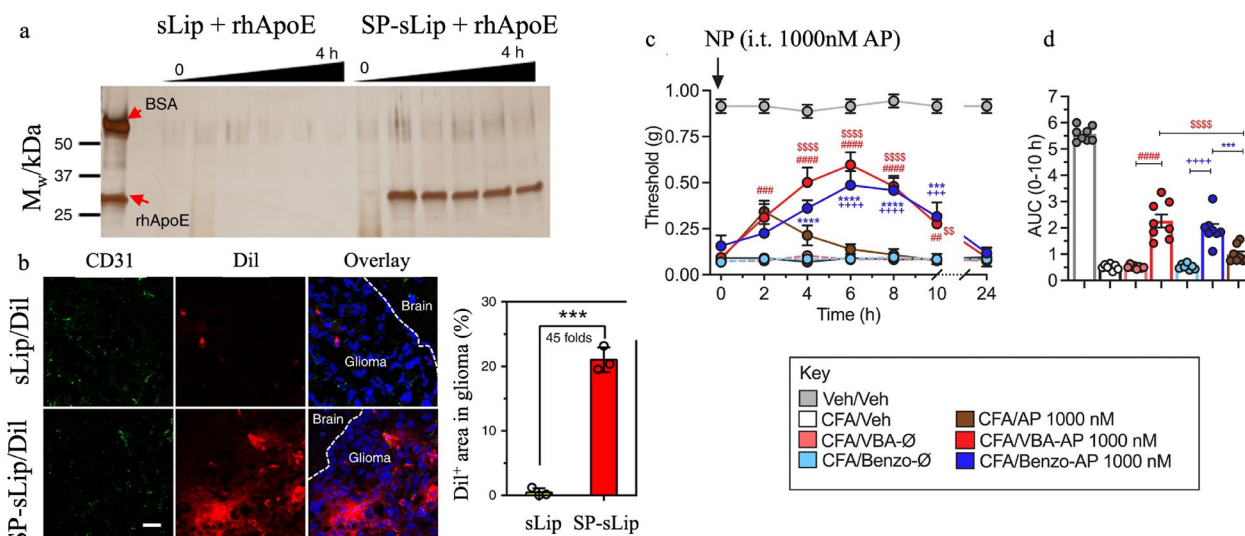 a
sLip + rhApoE
SP-sLip + rhApoE
0
4 h
0
4 h
Mw/kDa
50
37
25
BSA
rhApoE
b
CD31
Dil
Overlay
sLip/Dil
SP-sLip/Dil
Brain
Glioma
Brain
Glioma
Dil+ area in glioma (%)
30
20
10
0
***
45 folds
sLip
SP-sLip
c
NP (i.t. 1000nM AP)
Threshold (g)
1.00
0.75
0.50
0.25
0.00
###
$$$$
####
****
$$$$
####
****
++++
$$$$
####
****
++++
***
+++
##
$$
0
2
4
6
8
10
24
Time (h)
d
AUC (0-10 h)
7
6
5
4
3
2
1
0
$$$$
####
++++
***
Key
Veh/Veh
CFA/Veh
CFA/VBA-Ø
CFA/Benzo-Ø
CFA/AP 1000 nM
CFA/VBA-AP 1000 nM
CFA/Benzo-AP 1000 nM